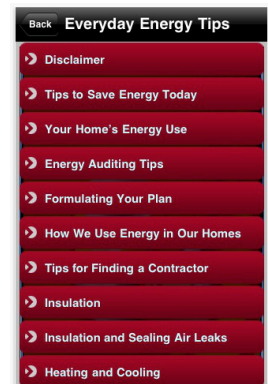 Back Everyday Energy Tips
Disclaimer
Tips to Save Energy Today
Your Home's Energy Use
Energy Auditing Tips
Formulating Your Plan
How We Use Energy in Our Homes
Tips for Finding a Contractor
Insulation
Insulation and Sealing Air Leaks
Heating and Cooling